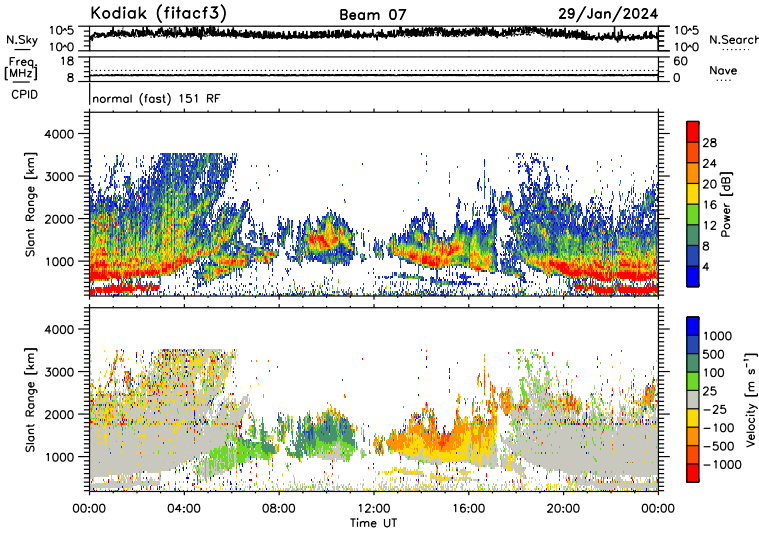 Kodiak (fitacf3) Beam 07 29/Jan/2024
N.Sky 10^5 10^0 10^5 10^0 N.Search
Freq. [MHz] 18 8 60 0 Nave
CPID normal (fast) 151 RF
Slant Range [km] 4000 3000 2000 1000
Power [dB] 28 24 20 16 12 8 4
Slant Range [km] 4000 3000 2000 1000
Velocity [m s⁻¹] 1000 500 100 25 −25 −100 −500 −1000
00:00 04:00 08:00 12:00 16:00 20:00 00:00
Time UT